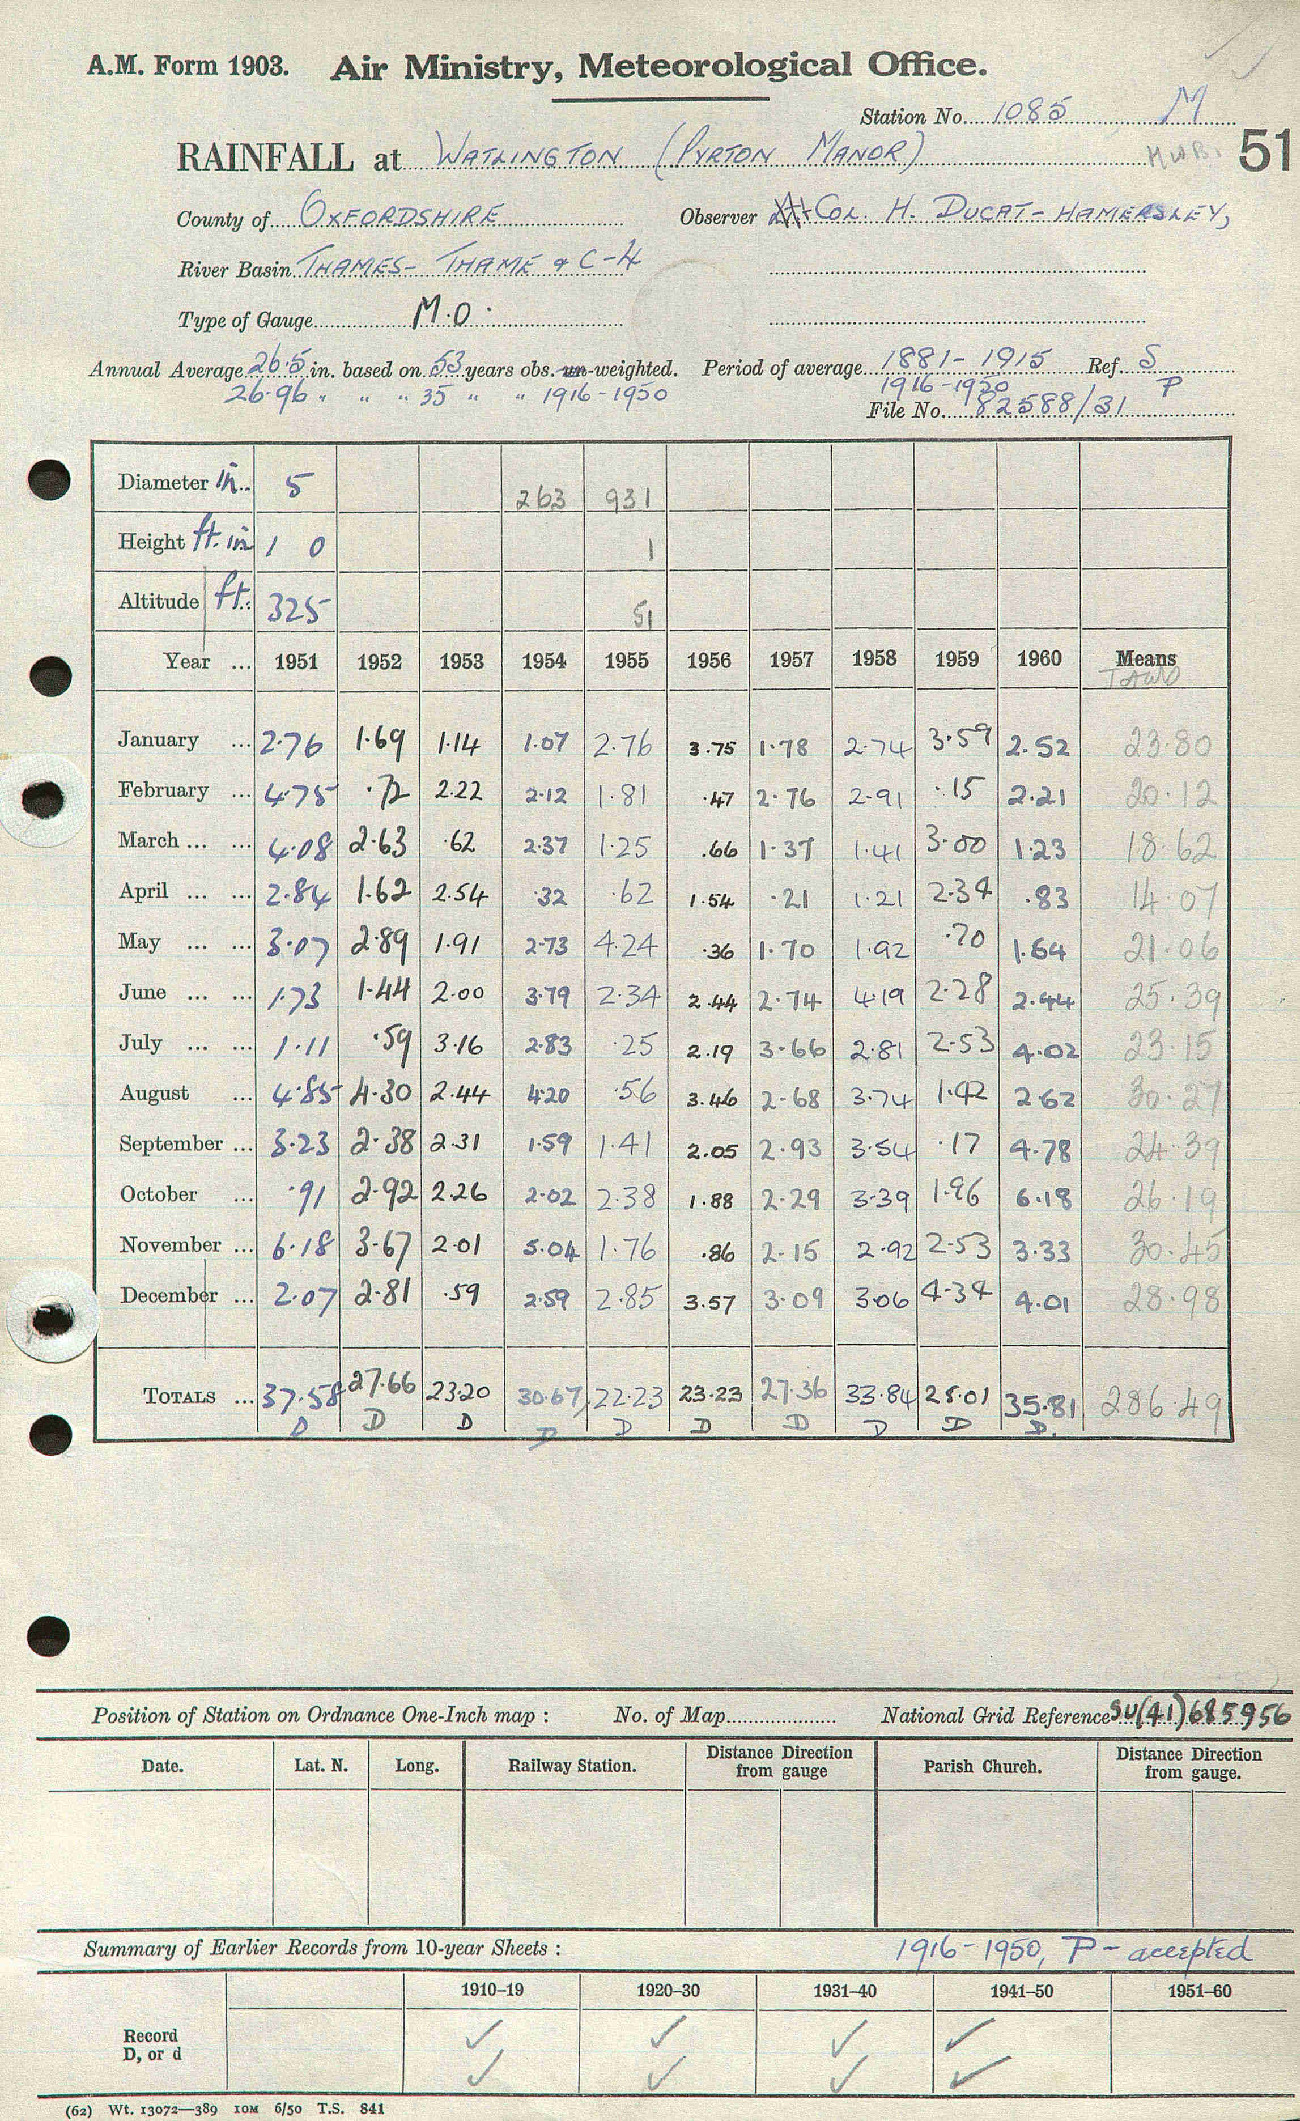 A.M. Form 1903. Air Ministry, Meteorological Office.
Station No. 1085 M
RAINFALL at WATLINGTON (PYRTON MANOR) 51
County of OXFORDSHIRE Observer COL. H. DUCAT-HAMERSLEY,
River Basin THAMES- THAME & C-4
Type of Gauge M.O.
Annual Average 26.5 in. based on 53 years obs. un-weighted. Period of average 1881-1915 Ref. S
26.96 " " " 35 " " 1916-1950 1916-1950 P
File No. 82588/31
Diameter in. 5 263 931
Height ft. in 1 0 1
Altitude ft. 325 51
Year ... 1951 1952 1953 1954 1955 1956 1957 1958 1959 1960 Means
January ... 2.76 1.69 1.14 1.07 2.76 3.75 1.78 2.74 3.59 2.52 23.80
February ... 4.75 .72 2.22 2.12 1.81 .47 2.76 2.91 .15 2.21 20.12
March ... ... 4.08 2.63 .62 2.37 1.25 .66 1.37 1.41 3.00 1.23 18.62
April ... ... 2.84 1.62 2.54 .32 .62 1.54 .21 1.21 2.34 .83 14.07
May ... ... 3.07 2.89 1.91 2.73 4.24 .36 1.70 1.92 .70 1.64 21.06
June ... ... 1.73 1.44 2.00 3.79 2.34 2.44 2.74 4.19 2.28 2.44 25.39
July ... ... 1.11 .59 3.16 2.83 .25 2.19 3.66 2.81 2.53 4.02 23.15
August ... 4.85 4.30 2.44 4.20 .56 3.46 2.68 3.74 1.42 2.62 30.27
September ... 3.23 2.38 2.31 1.59 1.41 2.05 2.93 3.54 .17 4.78 24.39
October ... .91 2.92 2.26 2.02 2.38 1.88 2.29 3.39 1.96 6.18 26.19
November ... 6.18 3.67 2.01 5.04 1.76 .86 2.15 2.92 2.53 3.33 30.45
December ... 2.07 2.81 .59 2.59 2.85 3.57 3.09 3.06 4.34 4.01 28.98
TOTALS ... 37.58 27.66 23.20 30.67 22.23 23.23 27.36 33.84 25.01 35.81 286.49
D D D D D D D D D D.
Position of Station on Ordnance One-Inch map : No. of Map National Grid Reference SU(41)685956
Date. Lat. N. Long. Railway Station. Distance Direction from gauge Parish Church. Distance Direction from gauge.
Summary of Earlier Records from 10-year Sheets : 1916-1950, P - accepted
1910-19 1920-30 1931-40 1941-50 1951-60
Record ✓ ✓ ✓ ✓
D, or d ✓ ✓ ✓ ✓
(62) Wt. 13072—389 10M 6/50 T.S. 841